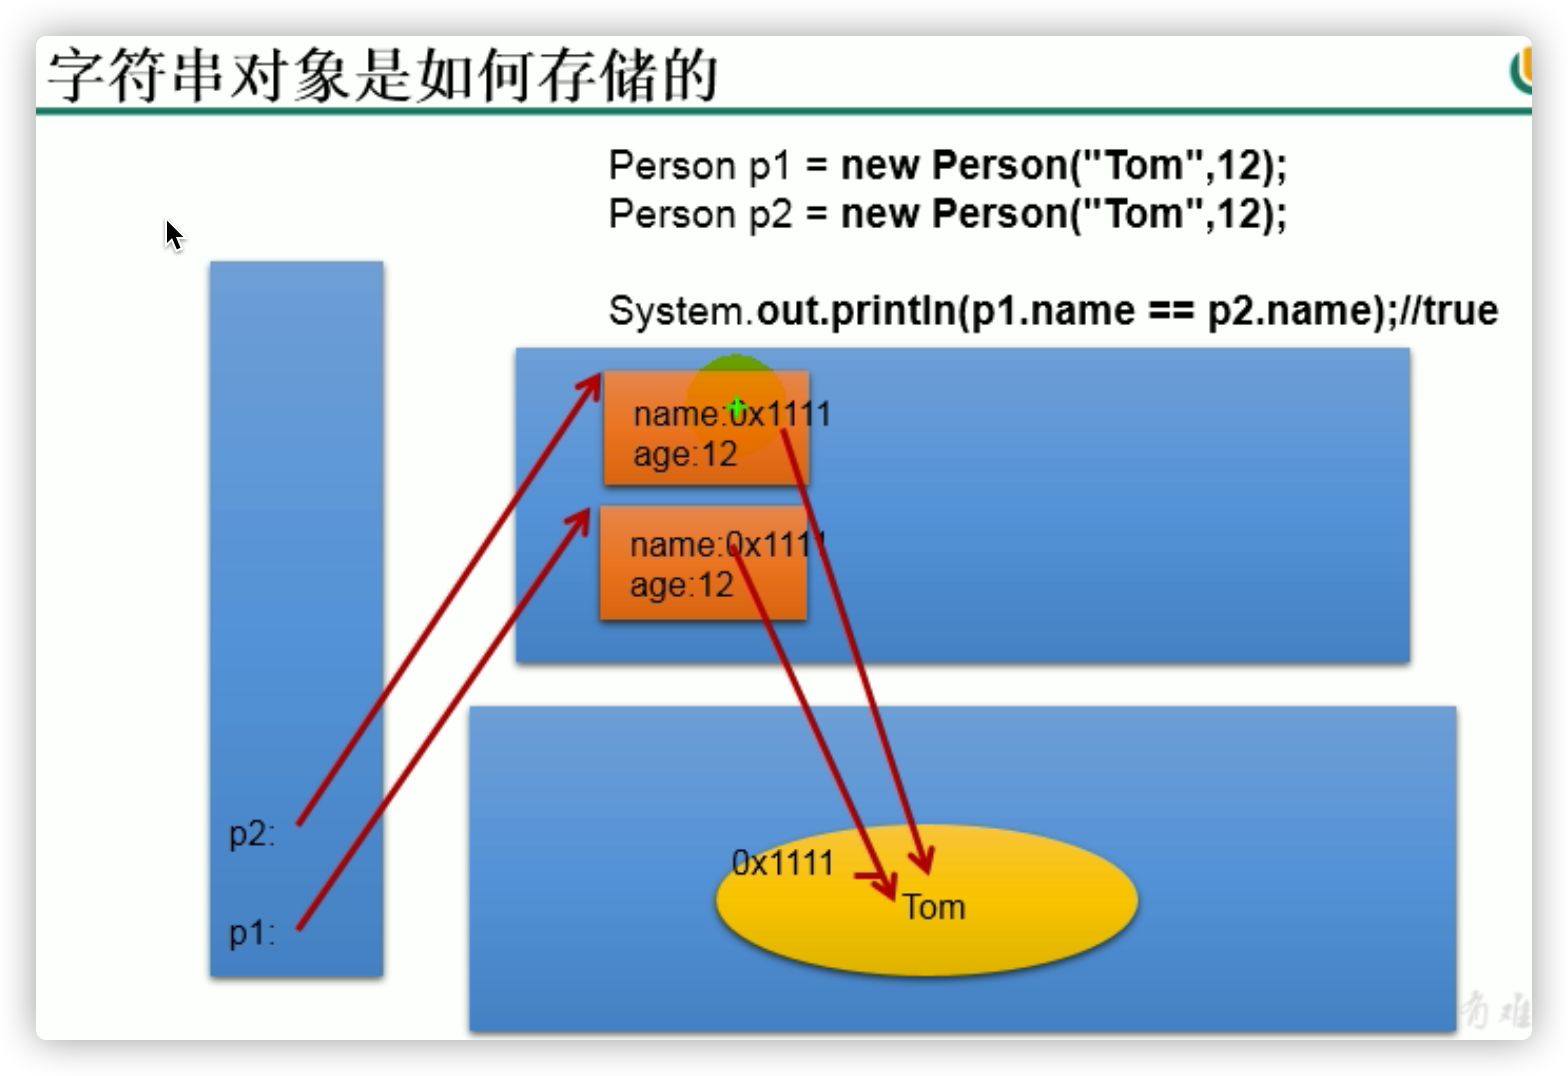 字符串对象是如何存储的
Person p1 = new Person("Tom",12);
Person p2 = new Person("Tom",12);
System.out.println(p1.name == p2.name);//true
name:0x1111
age:12
name:0x1111
age:12
p2:
p1:
0x1111
Tom
有难